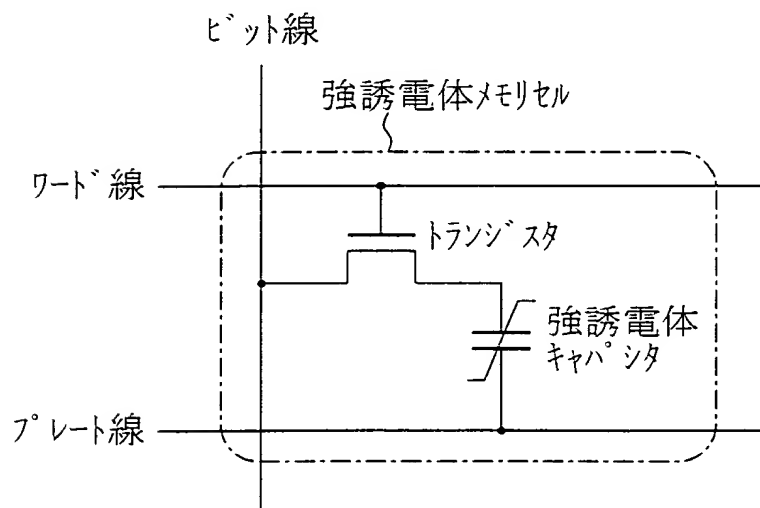 ビット線
強誘電体メモリセル
ワード線
トランジスタ
強誘電体
キャパシタ
プレート線